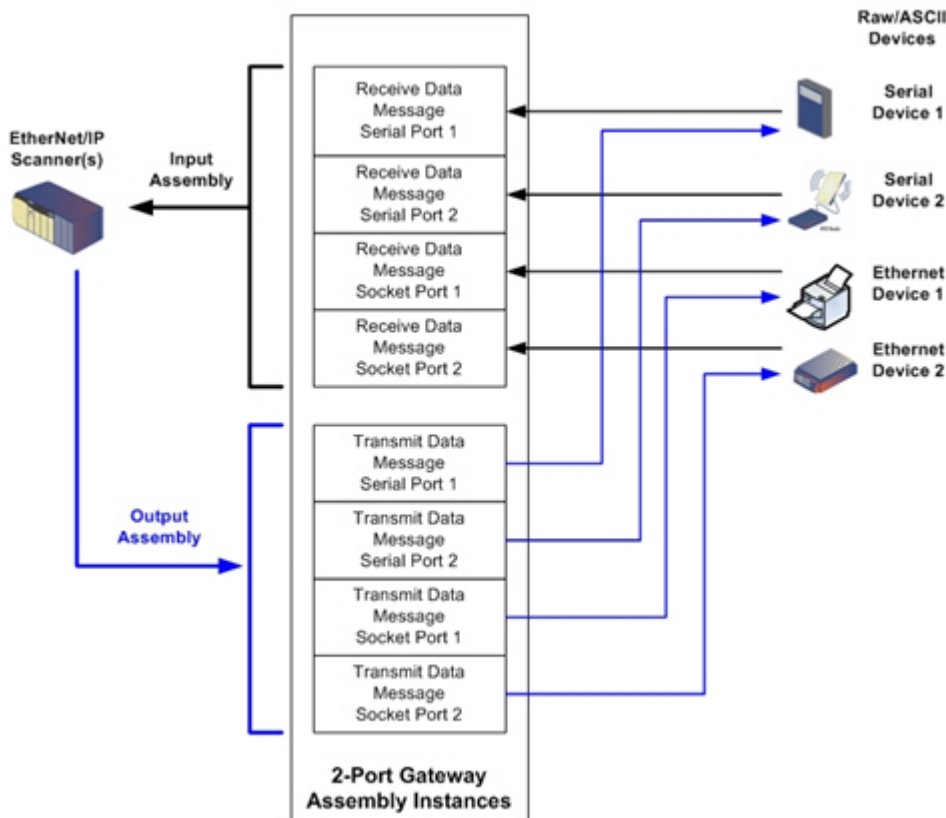 Raw/ASCII
Devices
EtherNet/IP
Scanner(s)
Input
Assembly
Receive Data
Message
Serial Port 1
Receive Data
Message
Serial Port 2
Receive Data
Message
Socket Port 1
Receive Data
Message
Socket Port 2
Serial
Device 1
Serial
Device 2
Ethernet
Device 1
Ethernet
Device 2
Output
Assembly
Transmit Data
Message
Serial Port 1
Transmit Data
Message
Serial Port 2
Transmit Data
Message
Socket Port 1
Transmit Data
Message
Socket Port 2
2-Port Gateway
Assembly Instances